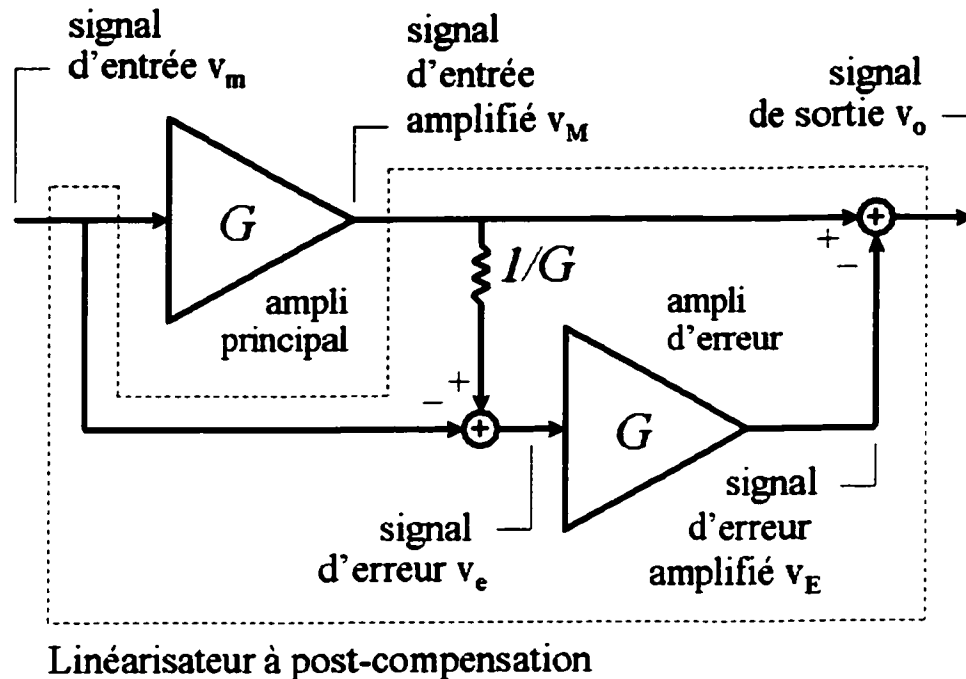 signal
d'entrée v_m
signal
d'entrée
amplifié v_M
signal
de sortie v_o
G
1/G
+
+
−
ampli
principal
ampli
d'erreur
+
−
+
G
signal
d'erreur v_e
signal
d'erreur
amplifié v_E
Linéarisateur à post-compensation